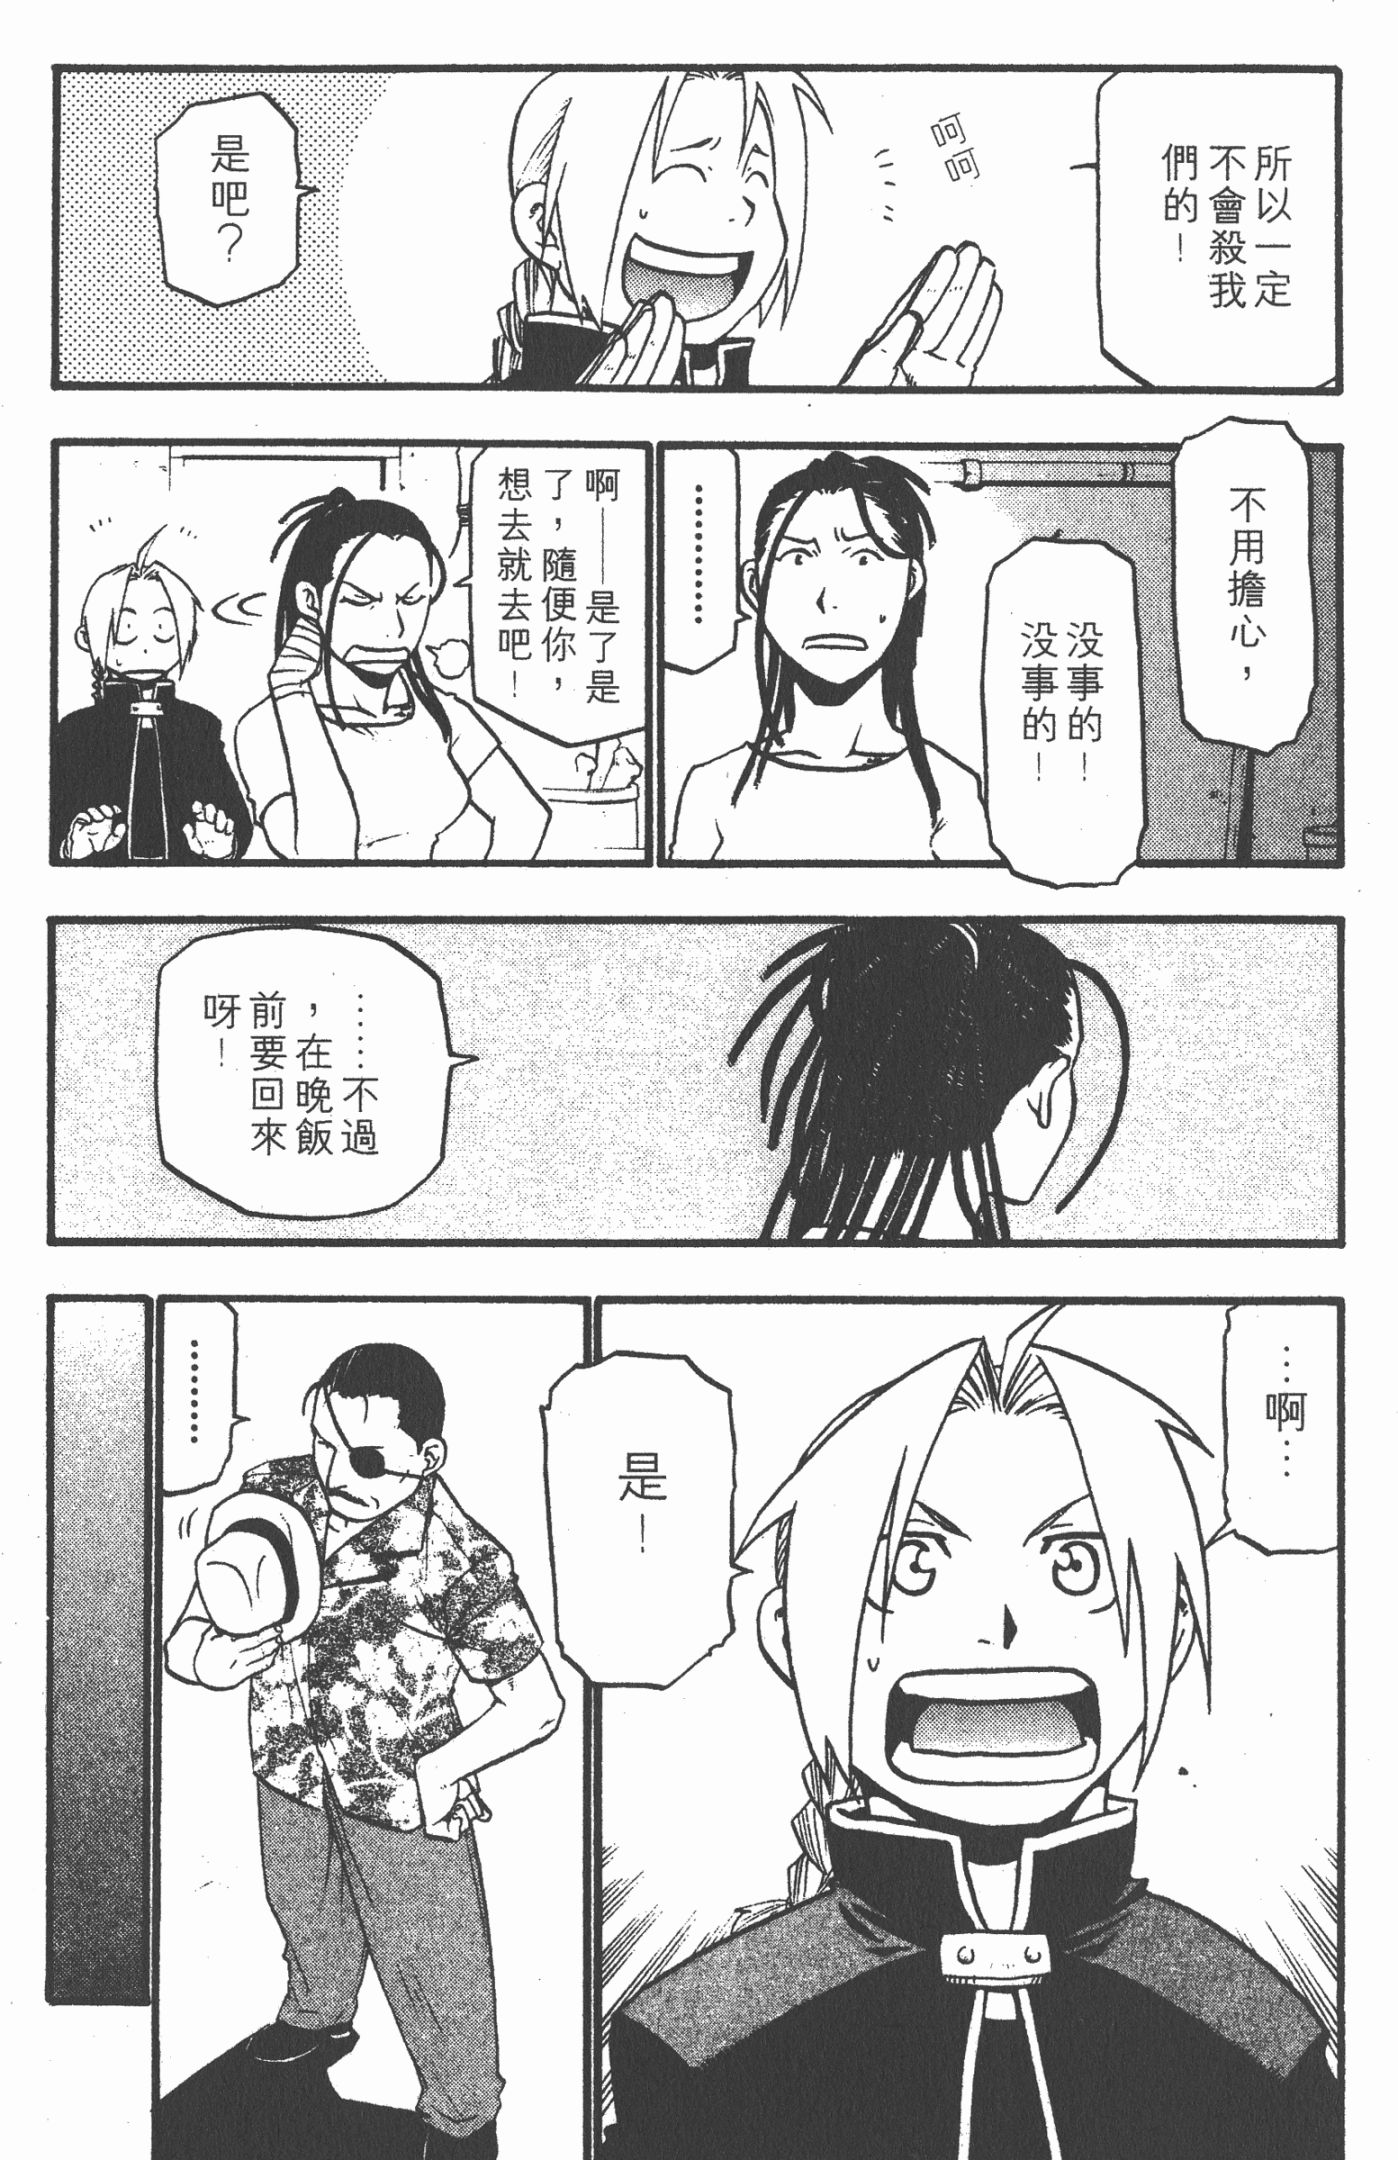 所以一定
不會殺我
們的！
呵呵
是吧？
不用擔心，
没事的！
没事的！
………
啊──是了是
了，隨便你，
想去就去吧！
……不過
，在晚飯
前要回來
呀！
…啊…
是！
………